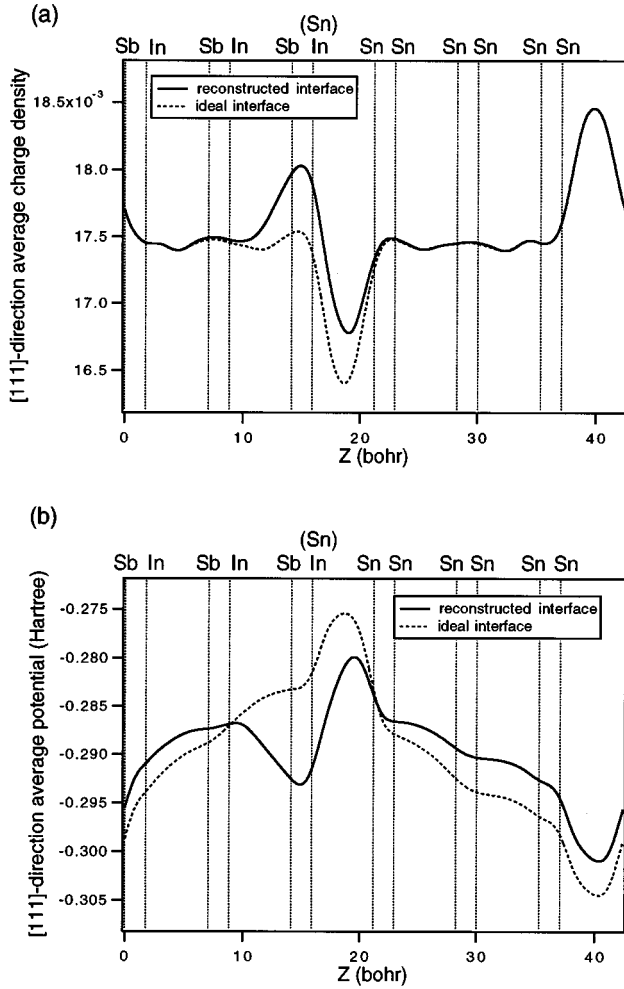 (a)
(Sn)
Sb In Sb In Sb In Sn Sn Sn Sn Sn Sn
reconstructed interface
ideal interface
[111]-direction average charge density
18.5x10⁻³
18.0
17.5
17.0
16.5
0 10 20 30 40
Z (bohr)
(b)
(Sn)
Sb In Sb In Sb In Sn Sn Sn Sn Sn Sn
reconstructed interface
ideal interface
[111]-direction average potential (Hartree)
-0.275
-0.280
-0.285
-0.290
-0.295
-0.300
-0.305
0 10 20 30 40
Z (bohr)